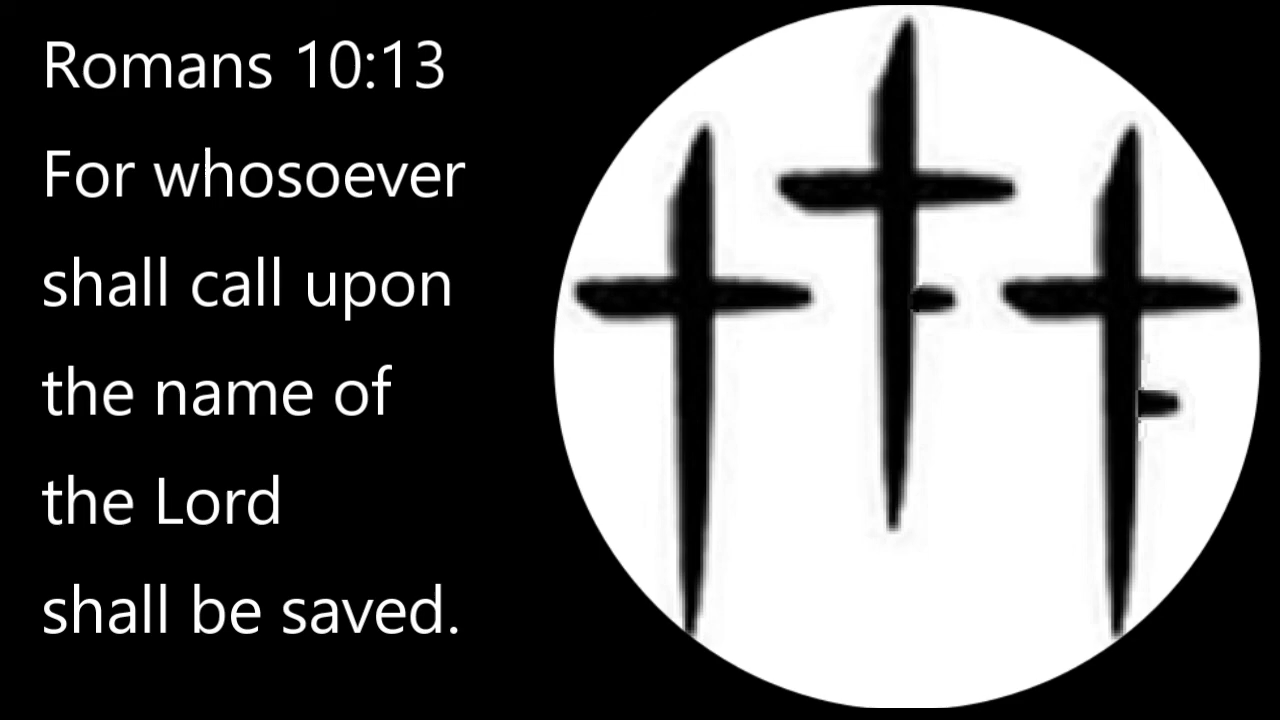 Romans 10:13
For whosoever
shall call upon
the name of
the Lord
shall be saved.